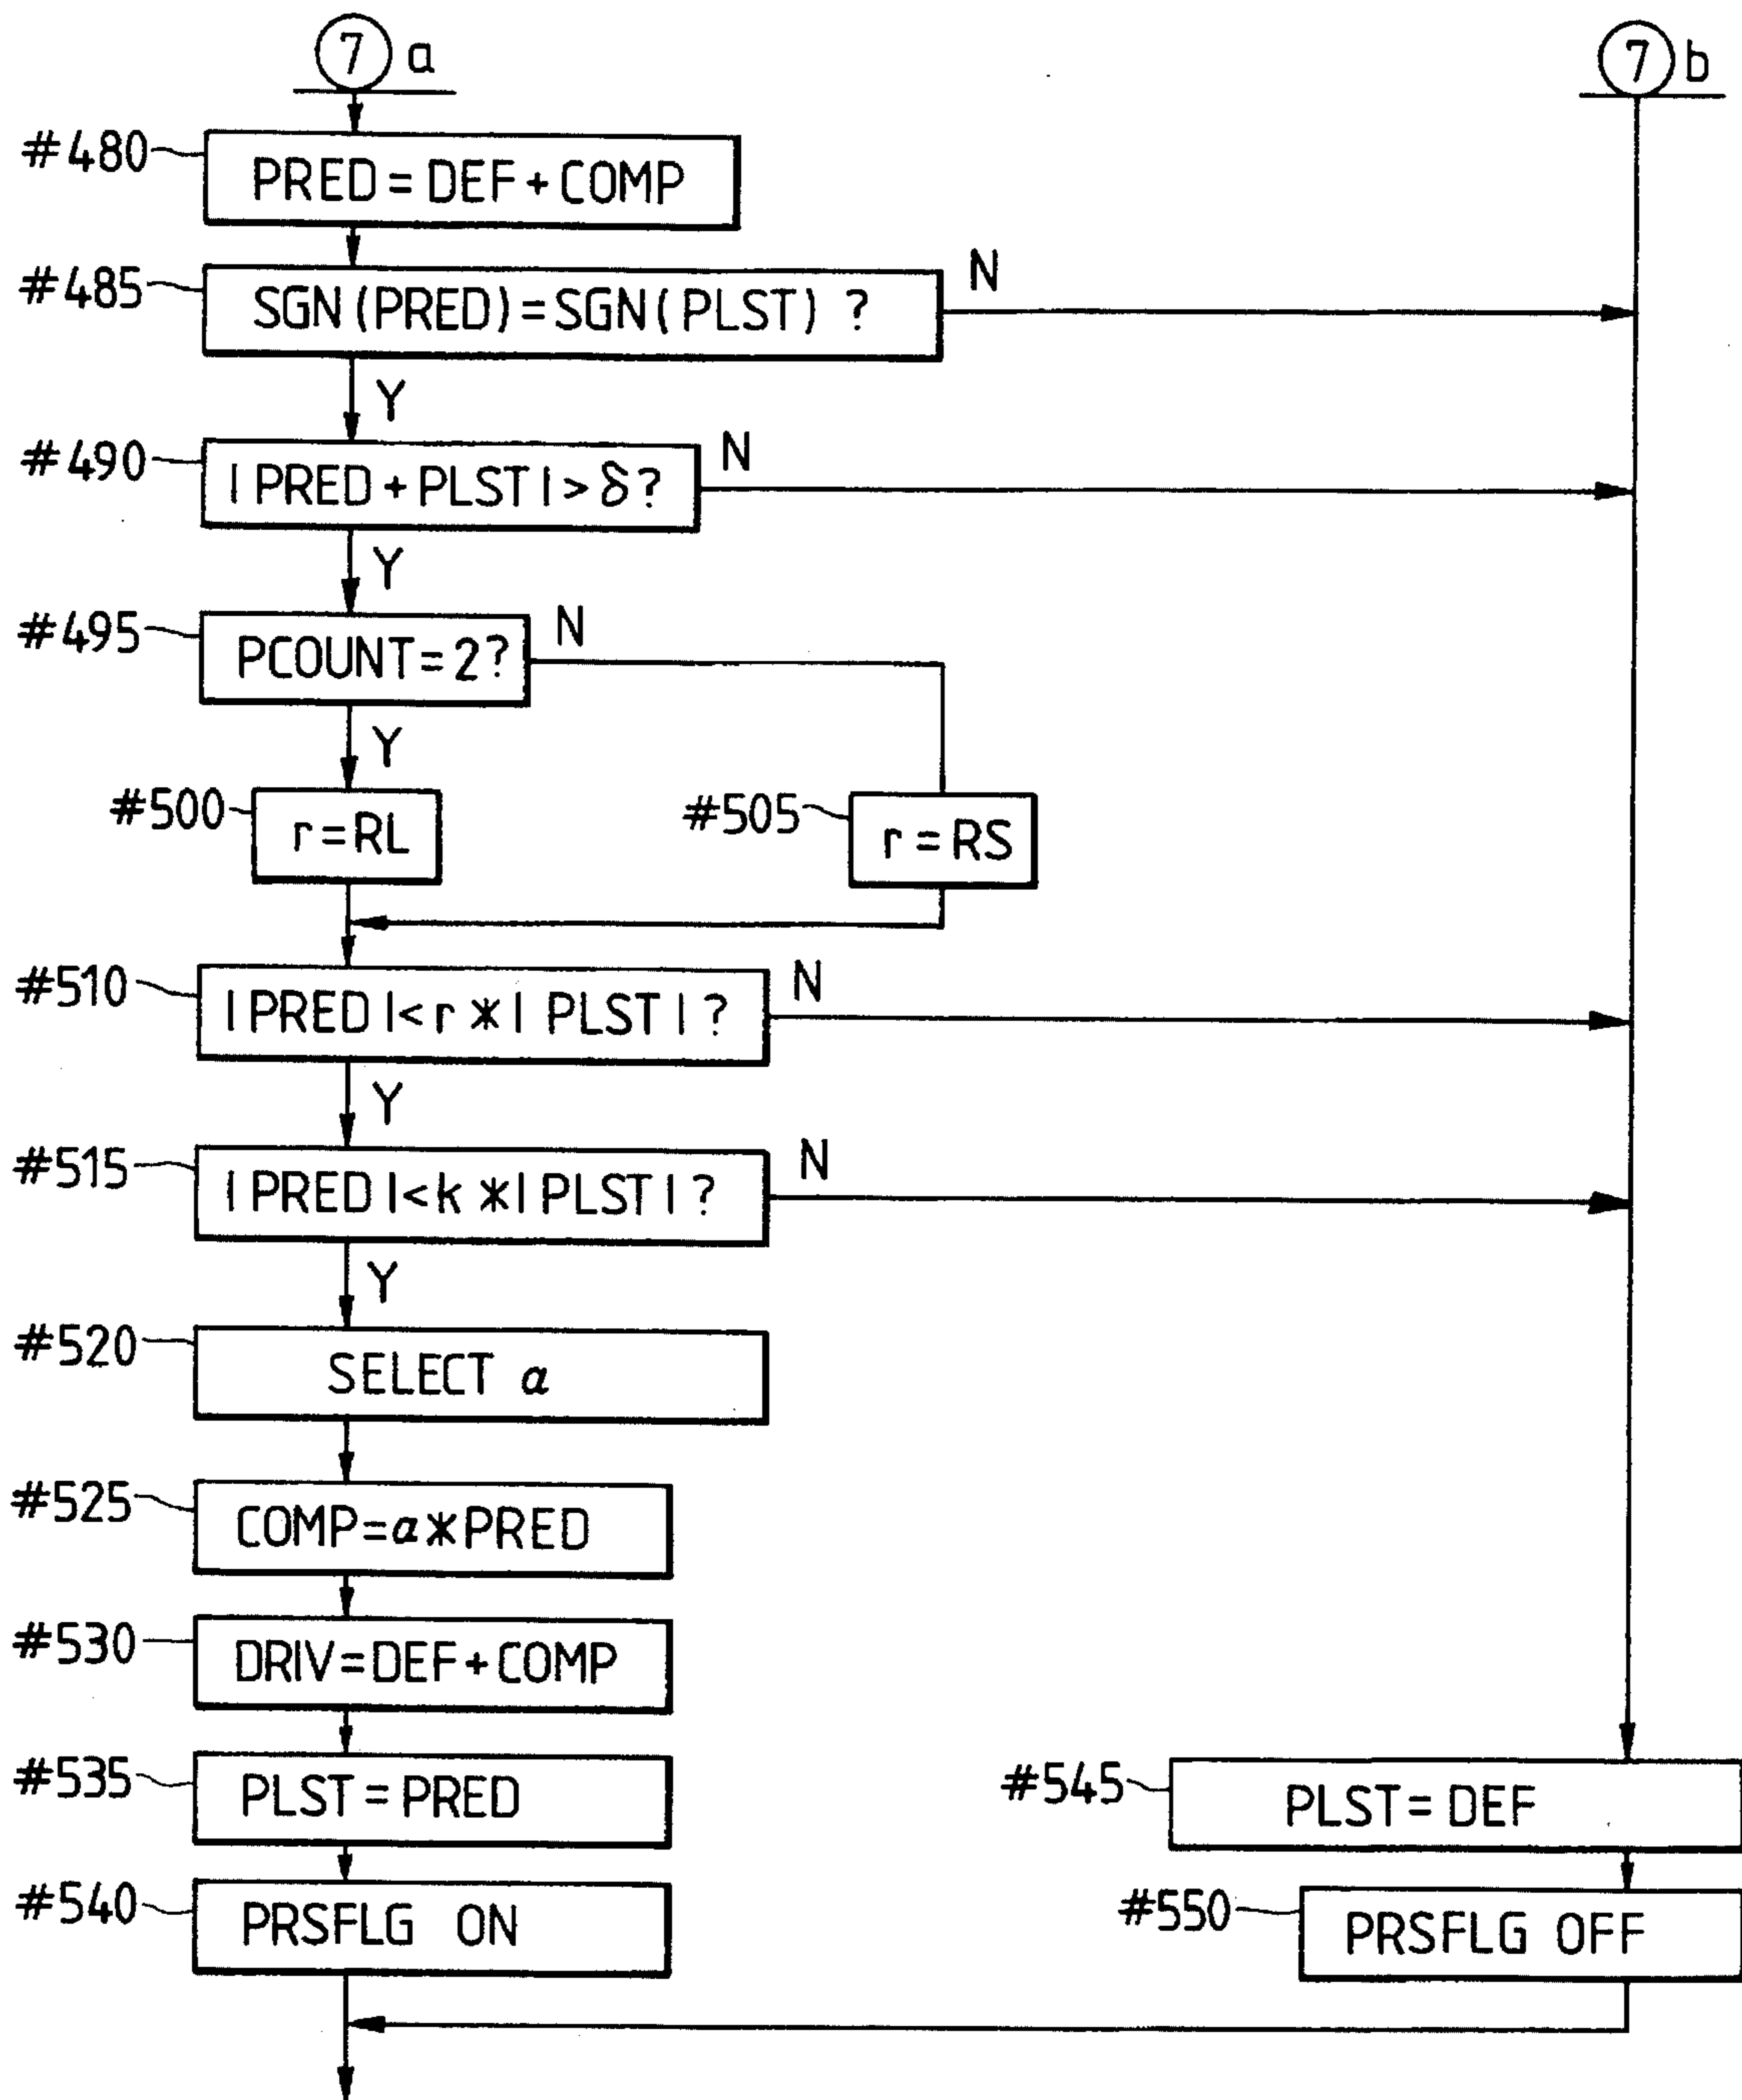 7 a
7 b
#480
PRED = DEF + COMP
#485
SGN (PRED) = SGN (PLST) ?
N
Y
#490
| PRED + PLST | > δ ?
N
Y
#495
PCOUNT = 2 ?
N
Y
#500
r = RL
#505
r = RS
#510
| PRED | < r * | PLST | ?
N
Y
#515
| PRED | < k * | PLST | ?
N
Y
#520
SELECT a
#525
COMP = a * PRED
#530
DRIV = DEF + COMP
#535
PLST = PRED
#545
PLST = DEF
#540
PRSFLG ON
#550
PRSFLG OFF